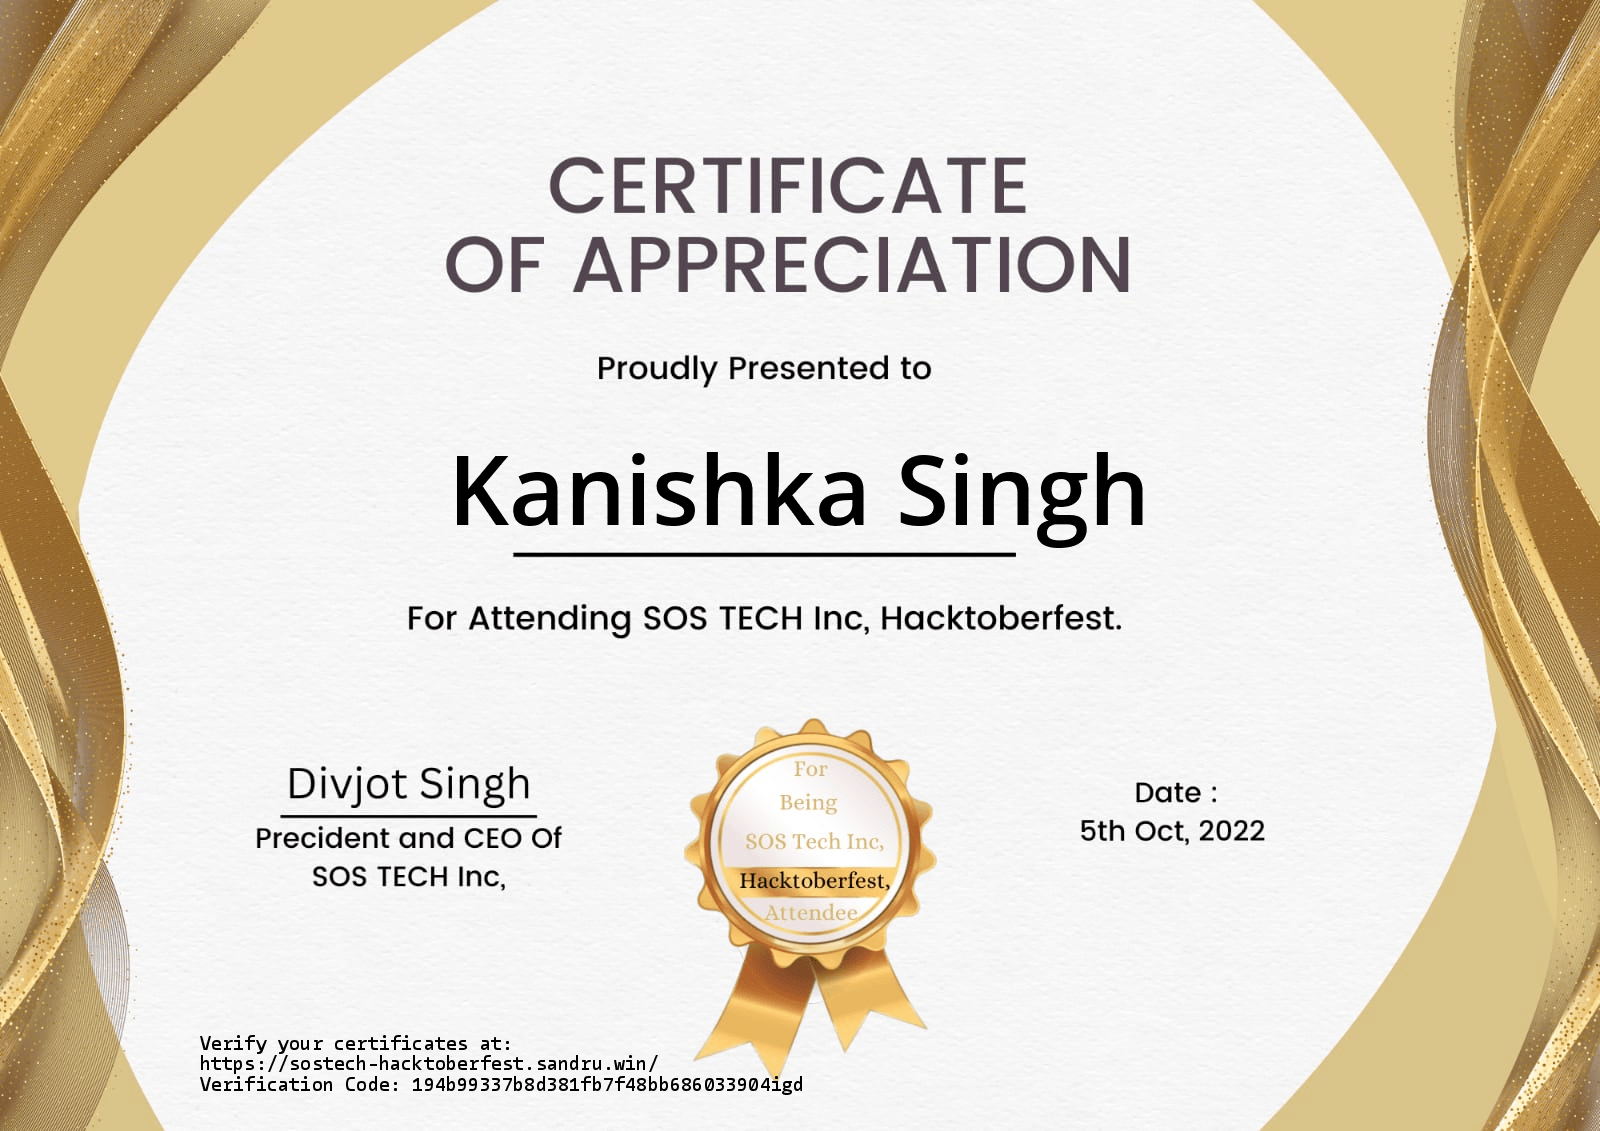 CERTIFICATE
OF APPRECIATION
Proudly Presented to
Kanishka Singh
For Attending SOS TECH Inc, Hacktoberfest.
Divjot Singh
Precident and CEO Of
SOS TECH Inc,
For
Being
SOS Tech Inc,
Hacktoberfest,
Attendee
Date :
5th Oct, 2022
Verify your certificates at:
https://sostech-hacktoberfest.sandru.win/
Verification Code: 194b99337b8d381fb7f48bb686033904igd